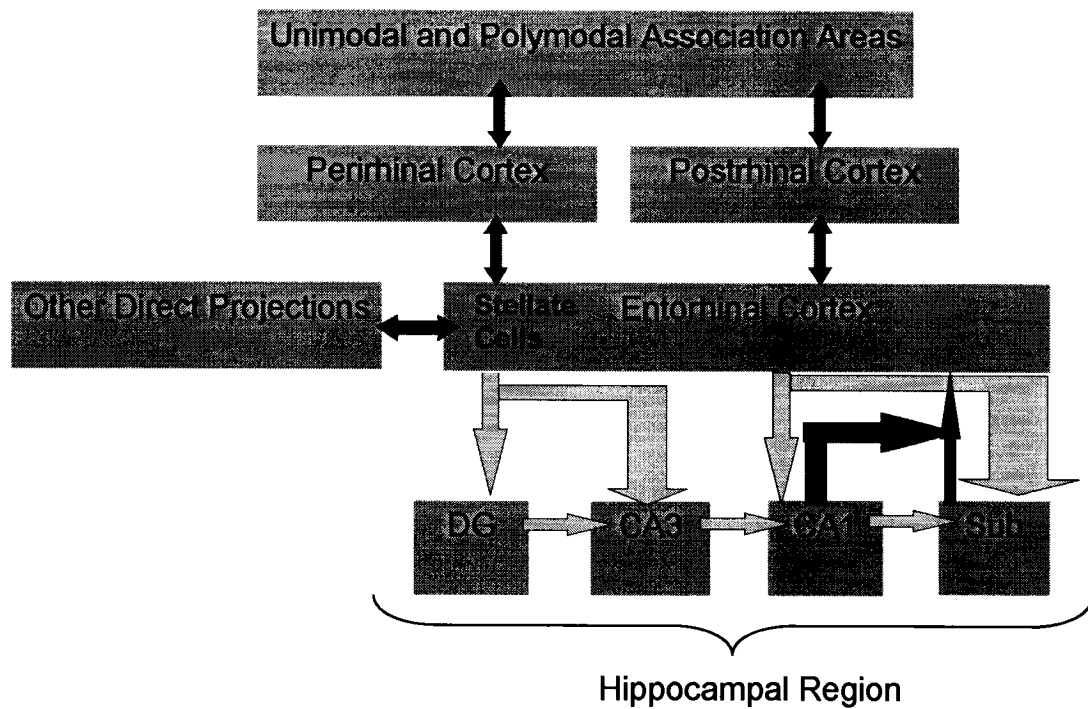 Unimodal and Polymodal Association Areas
Perirhinal Cortex
Postrhinal Cortex
Other Direct Projections
Stellate
Cells
Entorhinal Cortex
DG
CA3
CA1
Sub
Hippocampal Region